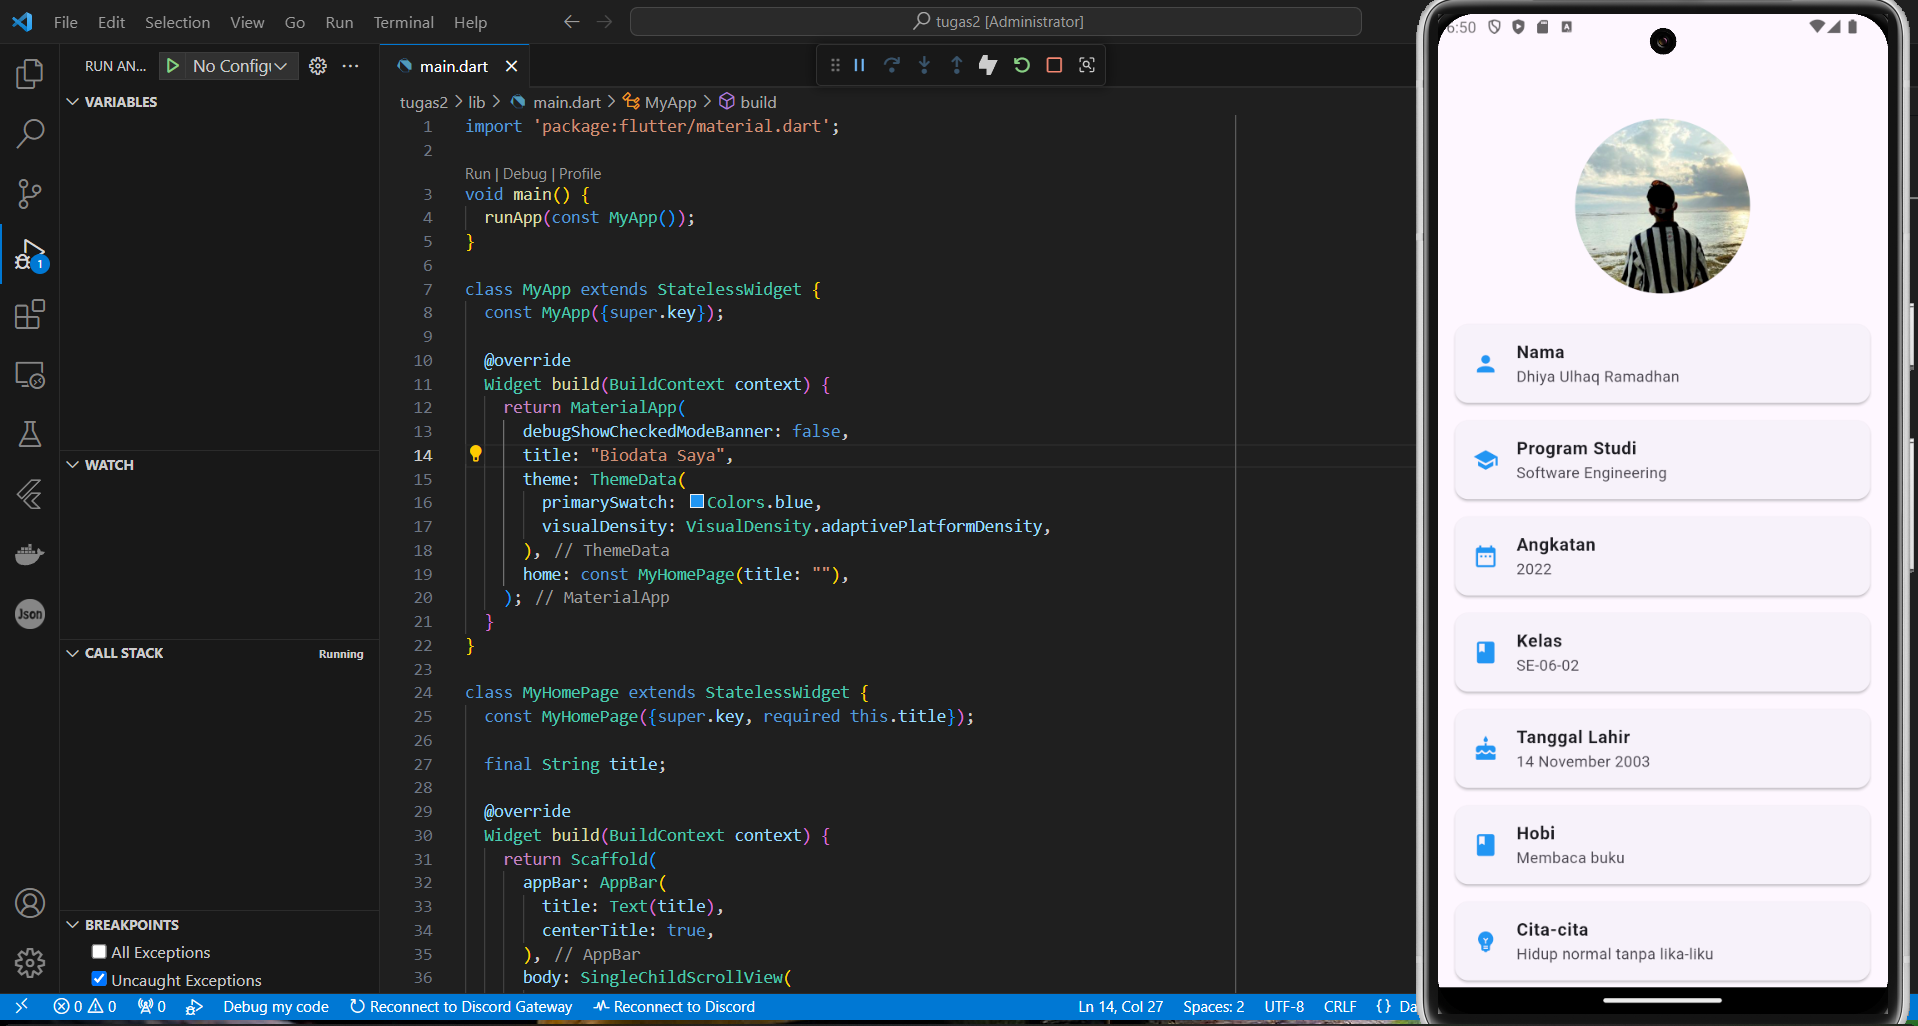 File Edit Selection View Go Run Terminal Help
tugas2 [Administrator]
RUN AN...
No Config
main.dart
VARIABLES
WATCH
CALL STACK
Running
BREAKPOINTS
All Exceptions
Uncaught Exceptions
Json
1
tugas2 > lib > main.dart > MyApp > build
1 import 'package:flutter/material.dart';
2
Run | Debug | Profile
3 void main() {
4 runApp(const MyApp());
5 }
6
7 class MyApp extends StatelessWidget {
8 const MyApp({super.key});
9
10 @override
11 Widget build(BuildContext context) {
12 return MaterialApp(
13 debugShowCheckedModeBanner: false,
14 title: "Biodata Saya",
15 theme: ThemeData(
16 primarySwatch: Colors.blue,
17 visualDensity: VisualDensity.adaptivePlatformDensity,
18 ), // ThemeData
19 home: const MyHomePage(title: ""),
20 ); // MaterialApp
21 }
22 }
23
24 class MyHomePage extends StatelessWidget {
25 const MyHomePage({super.key, required this.title});
26
27 final String title;
28
29 @override
30 Widget build(BuildContext context) {
31 return Scaffold(
32 appBar: AppBar(
33 title: Text(title),
34 centerTitle: true,
35 ), // AppBar
36 body: SingleChildScrollView(
0 0 0 Debug my code Reconnect to Discord Gateway Reconnect to Discord
Ln 14, Col 27 Spaces: 2 UTF-8 CRLF {} Da
6:50
Nama
Dhiya Ulhaq Ramadhan
Program Studi
Software Engineering
Angkatan
2022
Kelas
SE-06-02
Tanggal Lahir
14 November 2003
Hobi
Membaca buku
Cita-cita
Hidup normal tanpa lika-liku